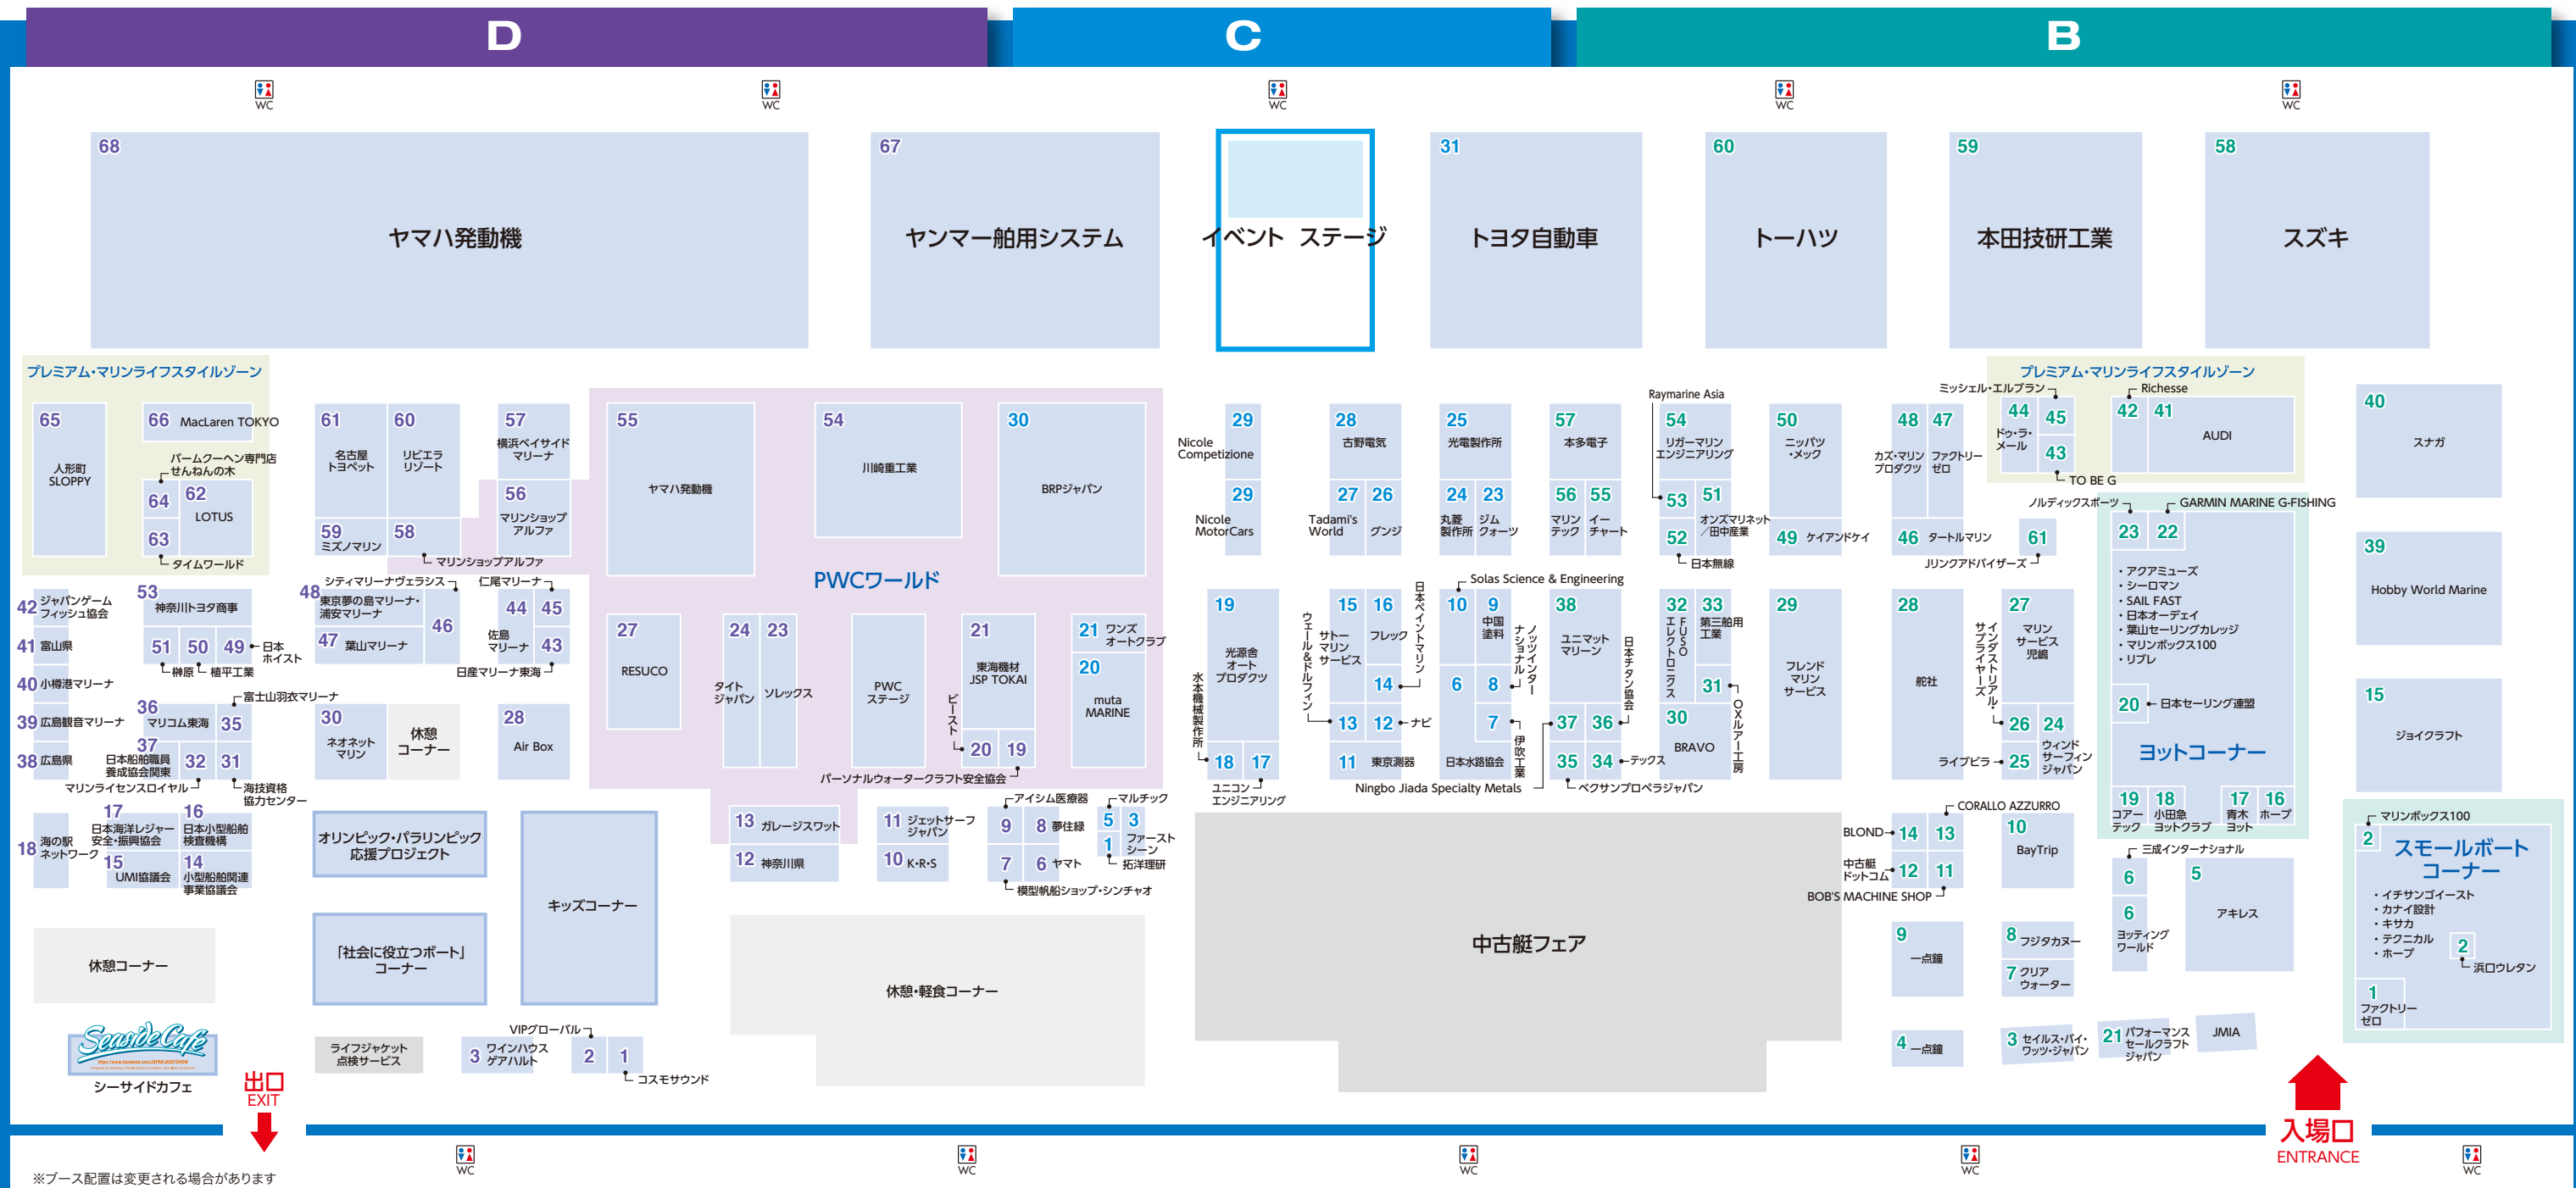 D
C
B
WC
WC
WC
WC
WC
68
ヤマハ発動機
67
ヤンマー舶用システム
イベント ステージ
31
トヨタ自動車
60
トーハツ
59
本田技研工業
58
スズキ
プレミアム・マリンライフスタイルゾーン
65
人形町
SLOPPY
66 MacLaren TOKYO
バームクーヘン専門店
せんねんの木
64
62
LOTUS
63
タイムワールド
61
名古屋
トヨペット
60
リビエラ
リゾート
59
ミズノマリン
58
マリンショップアルファ
57
横浜ベイサイド
マリーナ
56
マリンショップ
アルファ
55
ヤマハ発動機
54
川崎重工業
30
BRPジャパン
PWCワールド
27
RESUCO
24
タイト
ジャパン
23
ソレックス
PWC
ステージ
21
東海機材
JSP TOKAI
ビースト
20
19
パーソナルウォータークラフト安全協会
21 ワンズ
オートクラブ
20
muta
MARINE
42 ジャパンゲーム
フィッシュ協会
41 富山県
40 小樽港マリーナ
39 広島観音マリーナ
38 広島県
53
神奈川トヨタ商事
51
50
49
日本
ホイスト
榊原
植平工業
富士山羽衣マリーナ
36
マリコム東海
35
37
日本船舶職員
養成協会関東
32
31
マリンライセンスロイヤル
海技資格
協力センター
シティマリーナヴェラシス
48
東京夢の島マリーナ・
浦安マリーナ
47 葉山マリーナ
46
仁尾マリーナ
44
佐島
マリーナ
45
43
日産マリーナ東海
30
ネオネット
マリン
休憩
コーナー
28
Air Box
18 海の駅
ネットワーク
17
日本海洋レジャー
安全・振興協会
16
日本小型船舶
検査機構
15
UMI協議会
14
小型船舶関連
事業協議会
オリンピック・パラリンピック
応援プロジェクト
「社会に役立つボート」
コーナー
キッズコーナー
13 ガレージスワット
12 神奈川県
11 ジェットサーフ
ジャパン
10 K・R・S
アイシム医療器
9
8 夢住緑
7
6 ヤマト
模型帆船ショップ・シンチャオ
マルチック
5
3
ファースト
シーン
1
拓洋理研
休憩コーナー
休憩・軽食コーナー
Seaside Café
シーサイドカフェ
出口
EXIT
ライフジャケット
点検サービス
3 ワインハウス
ゲアハルト
VIPグローバル
2
1
コスモサウンド
29
Nicole
Competizione
29
Nicole
MotorCars
28
古野電気
27
Tadami's
World
26
グンジ
25
光電製作所
24
丸菱
製作所
23
ジム
クォーツ
57
本多電子
56
マリン
テック
55
イー
チャート
Raymarine Asia
54
リガーマリン
エンジニアリング
53
51
オンズマリネット
／田中産業
52
日本無線
50
ニッパツ
・メック
49 ケイアンドケイ
48
カズ・マリン
プロダクツ
47
ファクトリー
ゼロ
46 タートルマリン
61
Jリンクアドバイザーズ
プレミアム・マリンライフスタイルゾーン
ミッシェル・エルブラン
44
ドゥ・ラ・
メール
45
43
TO BE G
Richesse
42
41
AUDI
40
スナガ
39
Hobby World Marine
15
ジョイクラフト
19
光源舎
オート
プロダクツ
水本機械製作所
18
17
ユニコン
エンジニアリング
ウェール＆ドルフィン
15
サトー
マリン
サービス
16
フレック
日本ペイントマリン
14
13
12 ナビ
11 東京測器
Solas Science & Engineering
10
9
中国
塗料
ノッツインター
ナショナル
6
8
7
伊吹工業
日本水路協会
38
ユニマット
マリーン
日本チタン協会
37
36
35
34 テックス
Ningbo Jiada Specialty Metals
ベクサンプロペラジャパン
32
FUSO
エレクトロニクス
33
第三舶用
工業
31
OXルアー工房
30
BRAVO
29
フレンド
マリン
サービス
28
舵社
27
マリン
サービス
児嶋
インダストリアル・
サプライヤーズ
26
24
ウィンド
サーフィン
ジャパン
ライブピラ
25
ノルディックスポーツ
GARMIN MARINE G-FISHING
23
22
・アクアミューズ
・シーロマン
・SAIL FAST
・日本オーデェイ
・葉山セーリングカレッジ
・マリンボックス100
・リブレ
20 日本セーリング連盟
ヨットコーナー
19
コアー
テック
18
小田急
ヨットクラブ
17
青木
ヨット
16
ホープ
中古艇フェア
CORALLO AZZURRO
BLOND
14
13
中古艇
ドットコム
12
11
BOB'S MACHINE SHOP
10
BayTrip
三成インターナショナル
6
6
ヨッティング
ワールド
5
アキレス
9
一点鐘
8 フジタカヌー
7 クリア
ウォーター
4 一点鐘
3 セイルス・バイ・
ワッツ・ジャパン
21 パフォーマンス
セールクラフト
ジャパン
JMIA
マリンボックス100
2
スモールボート
コーナー
・イチサンゴイースト
・カナイ設計
・キサカ
・テクニカル
・ホープ
2
浜口ウレタン
1
ファクトリー
ゼロ
入場口
ENTRANCE
WC
WC
WC
WC
WC
※ブース配置は変更される場合があります